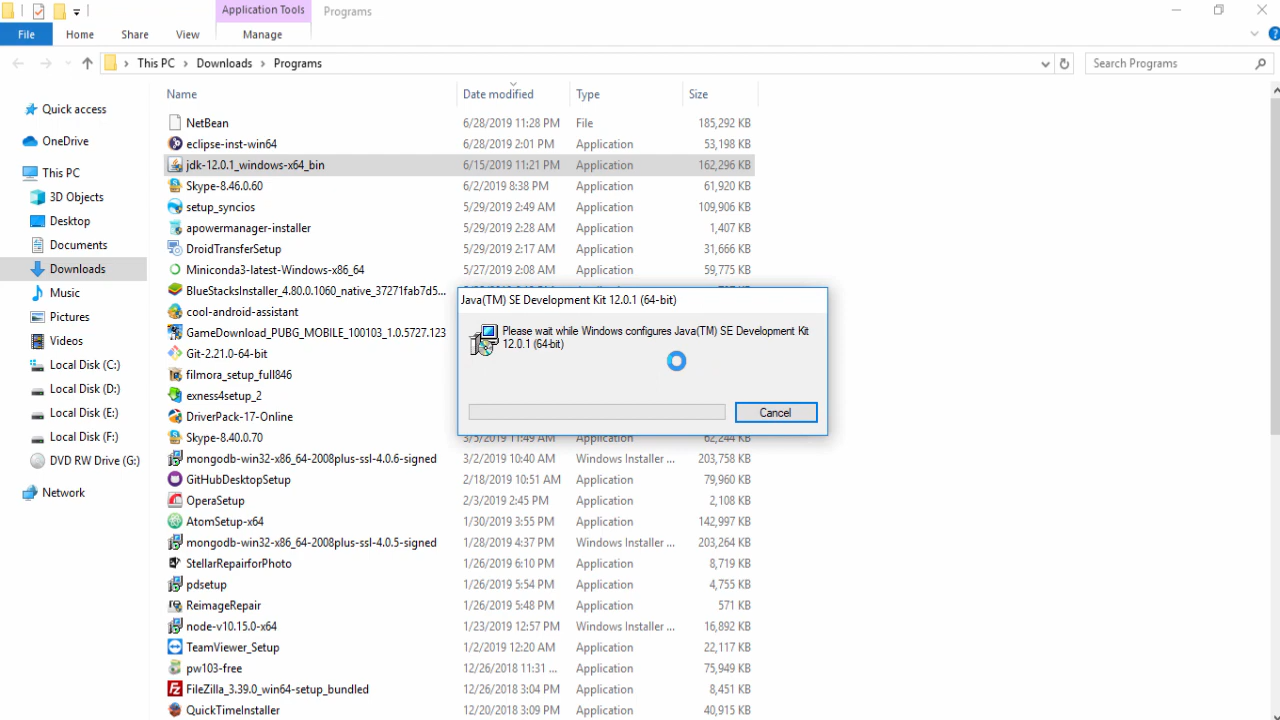 Application Tools
Programs
File
Home
Share
View
Manage
This PC > Downloads > Programs
Search Programs
Name
Date modified
Type
Size
Quick access
OneDrive
This PC
3D Objects
Desktop
Documents
Downloads
Music
Pictures
Videos
Local Disk (C:)
Local Disk (D:)
Local Disk (E:)
Local Disk (F:)
DVD RW Drive (G:)
Network
NetBean 6/28/2019 11:28 PM File 185,292 KB
eclipse-inst-win64 6/28/2019 2:01 PM Application 53,198 KB
jdk-12.0.1_windows-x64_bin 6/15/2019 11:21 PM Application 162,296 KB
Skype-8.46.0.60 6/2/2019 8:38 PM Application 61,920 KB
setup_syncios 5/29/2019 2:49 AM Application 109,906 KB
apowermanager-installer 5/29/2019 2:28 AM Application 1,407 KB
DroidTransferSetup 5/29/2019 2:17 AM Application 31,666 KB
Miniconda3-latest-Windows-x86_64 5/27/2019 2:08 AM Application 59,775 KB
BlueStacksInstaller_4.80.0.1060_native_37271fab7d5...
cool-android-assistant
GameDownload_PUBG_MOBILE_100103_1.0.5727.123
Git-2.21.0-64-bit
filmora_setup_full846
exness4setup_2
DriverPack-17-Online
Skype-8.40.0.70 3/5/2019 11:49 AM Application 62,244 KB
mongodb-win32-x86_64-2008plus-ssl-4.0.6-signed 3/2/2019 10:40 AM Windows Installer ... 203,758 KB
GitHubDesktopSetup 2/18/2019 10:51 AM Application 79,960 KB
OperaSetup 2/3/2019 2:45 PM Application 2,108 KB
AtomSetup-x64 1/30/2019 3:55 PM Application 142,997 KB
mongodb-win32-x86_64-2008plus-ssl-4.0.5-signed 1/28/2019 4:37 PM Windows Installer ... 203,264 KB
StellarRepairforPhoto 1/26/2019 6:10 PM Application 8,719 KB
pdsetup 1/26/2019 5:54 PM Application 4,755 KB
ReimageRepair 1/26/2019 5:48 PM Application 571 KB
node-v10.15.0-x64 1/23/2019 12:57 PM Windows Installer ... 16,892 KB
TeamViewer_Setup 1/2/2019 12:20 AM Application 22,117 KB
pw103-free 12/26/2018 11:31 ... Application 75,949 KB
FileZilla_3.39.0_win64-setup_bundled 12/26/2018 3:04 PM Application 8,451 KB
QuickTimeInstaller 12/20/2018 3:09 PM Application 40,915 KB
Java(TM) SE Development Kit 12.0.1 (64-bit)
Please wait while Windows configures Java(TM) SE Development Kit
12.0.1 (64-bit)
Cancel